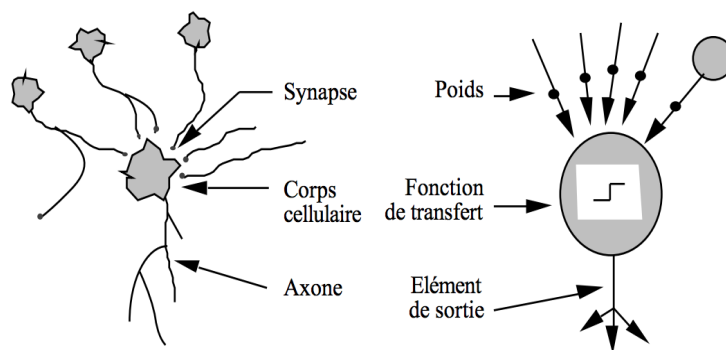 Synapse
Corps
cellulaire
Axone
Poids
Fonction
de transfert
Elément
de sortie